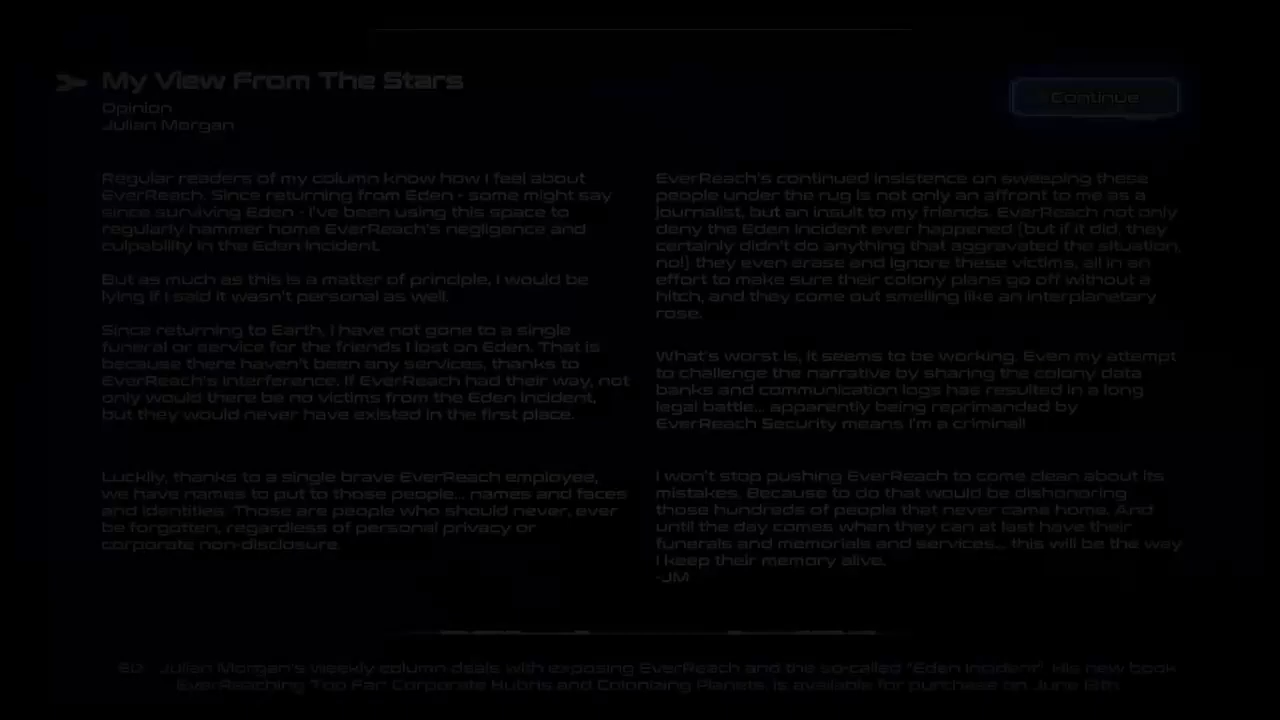 My View From The Stars
Opinion
Julian Morgan
Continue
Regular readers of my column know how I feel about
EverReach. Since returning from Eden - some might say
since surviving Eden - I've been using this space to
regularly hammer home EverReach's negligence and
culpability in the Eden Incident.
But as much as this is a matter of principle, I would be
lying if I said it wasn't personal as well.
Since returning to Earth, I have not gone to a single
funeral or service for the friends I lost on Eden. That is
because there haven't been any services, thanks to
EverReach's interference. If EverReach had their way, not
only would there be no victims from the Eden incident,
but they would never have existed in the first place.
Luckily, thanks to a single brave EverReach employee,
we have names to put to those people... names and faces
and identities. Those are people who should never, ever
be forgotten, regardless of personal privacy or
corporate non-disclosure.
EverReach's continued insistence on sweeping these
people under the rug is not only an affront to me as a
journalist, but an insult to my friends. EverReach not only
deny the Eden Incident ever happened (but if it did, they
certainly didn't do anything that aggravated the situation,
no!) they even erase and ignore these victims, all in an
effort to make sure their colony plans go off without a
hitch, and they come out smelling like an interplanetary
rose.
What's worst is, it seems to be working. Even my attempt
to challenge the narrative by sharing the colony data
banks and communication logs has resulted in a long
legal battle... apparently being reprimanded by
EverReach Security means I'm a criminal!
I won't stop pushing EverReach to come clean about its
mistakes. Because to do that would be dishonoring
those hundreds of people that never came home. And
until the day comes when they can at last have their
funerals and memorials and services... this will be the way
I keep their memory alive.
-JM
ED: Julian Morgan's weekly column deals with exposing EverReach and the so-called "Eden Incident". His new book
EverReaching Too Far: Corporate Hubris and Colonizing Planets, is available for purchase on June 8th.